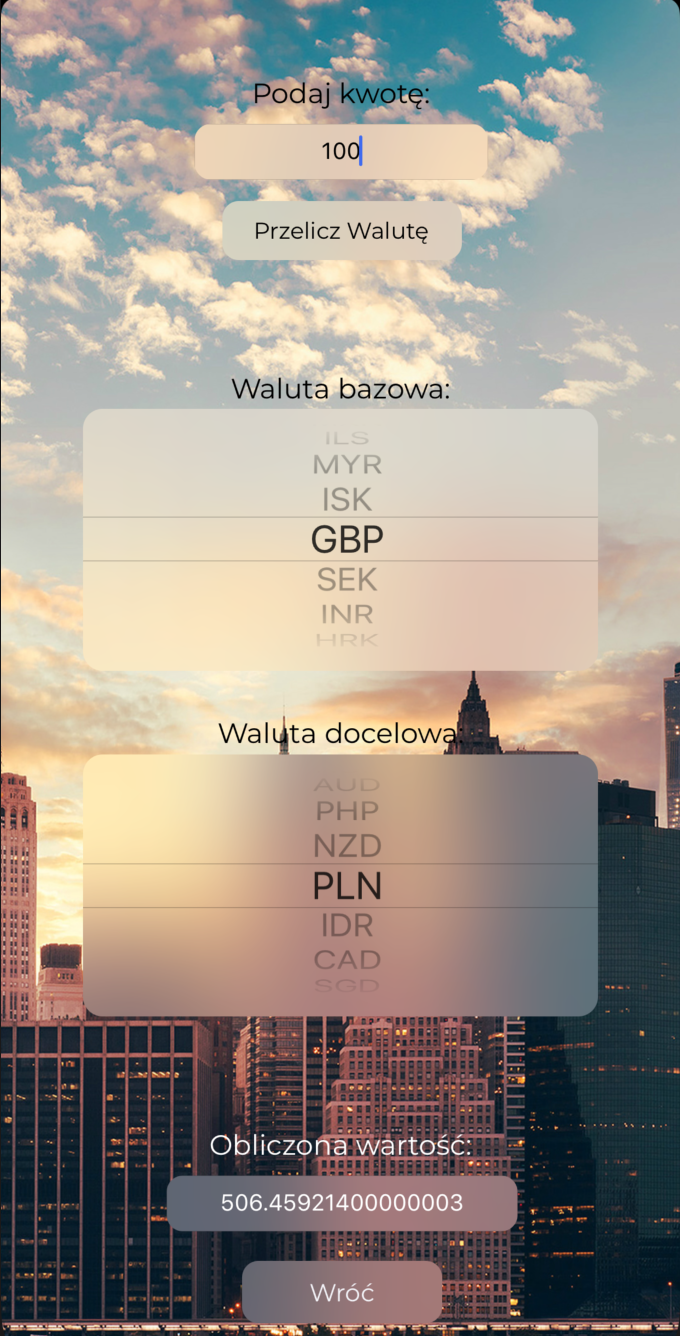 Podaj kwotę:
100
Przelicz Walutę
Waluta bazowa:
ILS
MYR
ISK
GBP
SEK
INR
HRK
Waluta docelowa:
AUD
PHP
NZD
PLN
IDR
CAD
SGD
Obliczona wartość:
506.45921400000003
Wróć